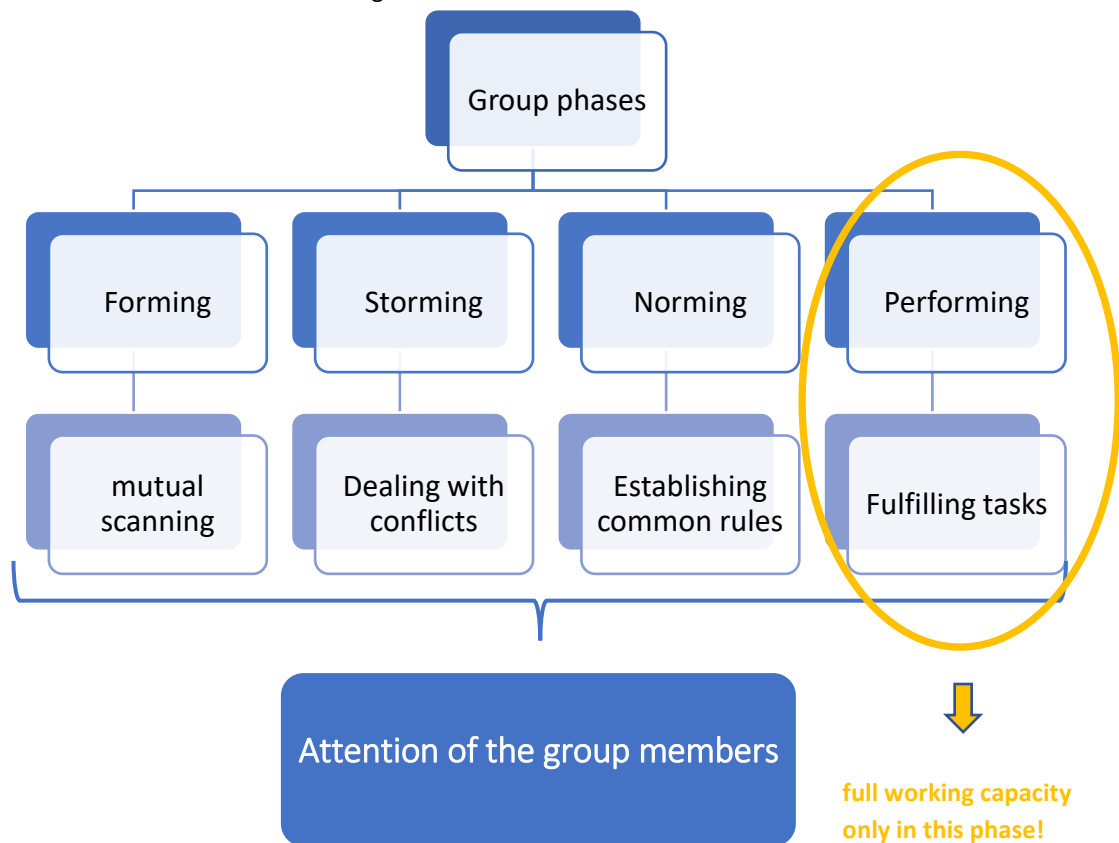 Group phases
Forming
Storming
Norming
Performing
mutual
scanning
Dealing with
conflicts
Establishing
common rules
Fulfilling tasks
Attention of the group members
full working capacity
only in this phase!